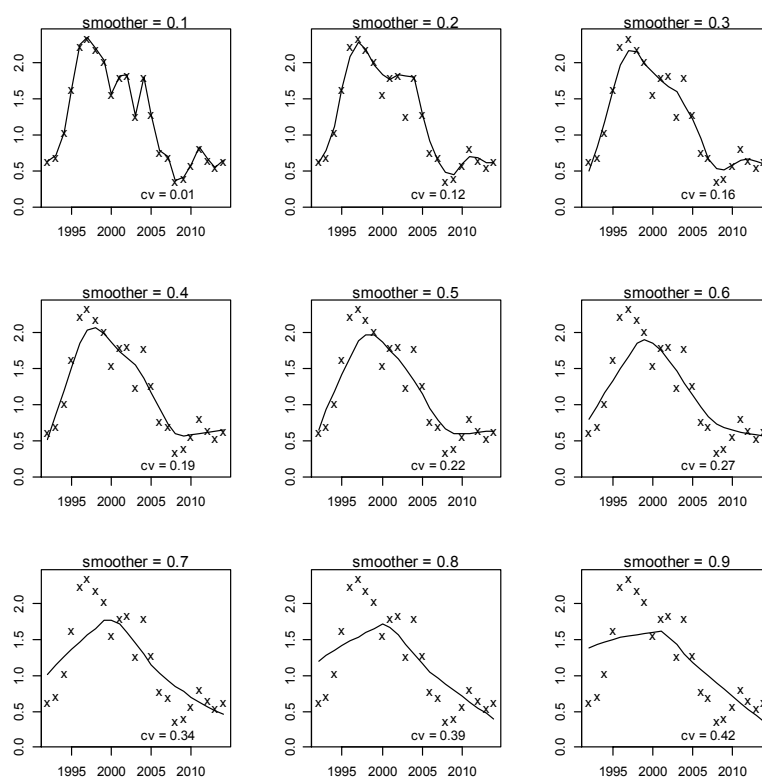 smoother = 0.1
0.0 0.5 1.0 1.5 2.0
cv = 0.01
1995 2000 2005 2010
smoother = 0.2
0.0 0.5 1.0 1.5 2.0
cv = 0.12
1995 2000 2005 2010
smoother = 0.3
0.0 0.5 1.0 1.5 2.0
cv = 0.16
1995 2000 2005 2010
smoother = 0.4
0.0 0.5 1.0 1.5 2.0
cv = 0.19
1995 2000 2005 2010
smoother = 0.5
0.0 0.5 1.0 1.5 2.0
cv = 0.22
1995 2000 2005 2010
smoother = 0.6
0.0 0.5 1.0 1.5 2.0
cv = 0.27
1995 2000 2005 2010
smoother = 0.7
0.0 0.5 1.0 1.5 2.0
cv = 0.34
1995 2000 2005 2010
smoother = 0.8
0.0 0.5 1.0 1.5 2.0
cv = 0.39
1995 2000 2005 2010
smoother = 0.9
0.0 0.5 1.0 1.5 2.0
cv = 0.42
1995 2000 2005 2010